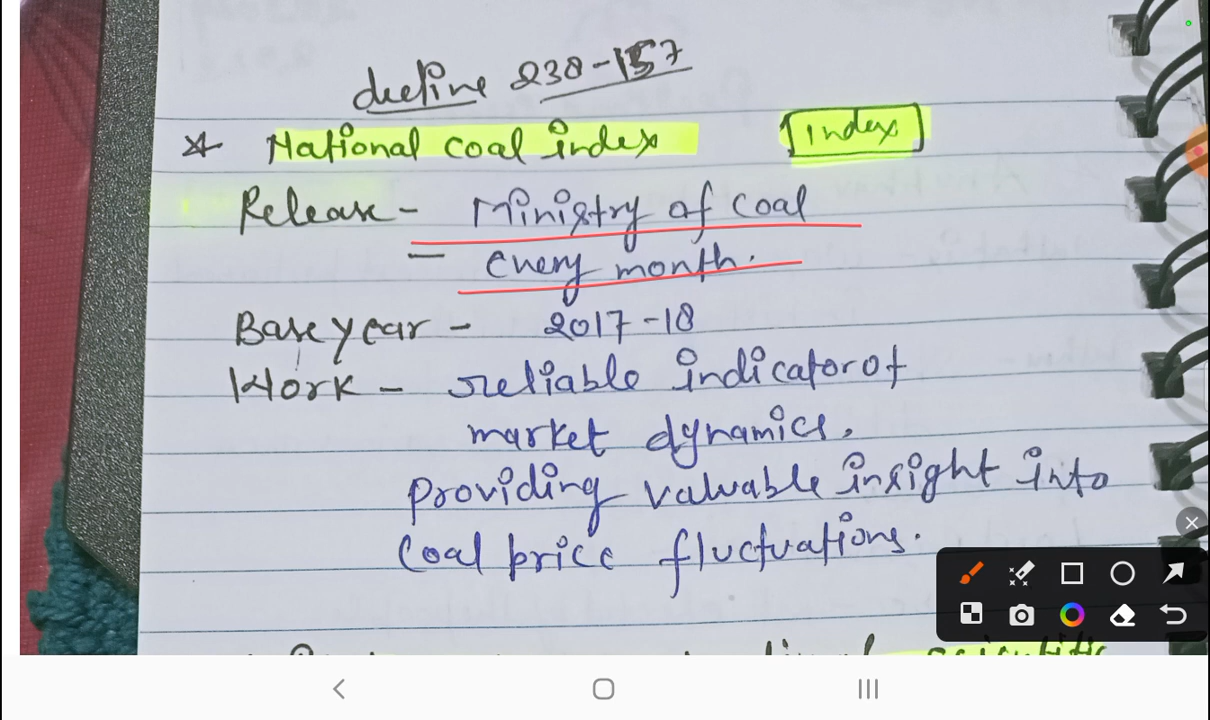 decline 238-157
* National coal index [Index]
Release - Ministry of coal
- every month.
Base year - 2017-18
Work - reliable indicator of
market dynamics,
providing valuable insight into
Coal price fluctuations.
scientific